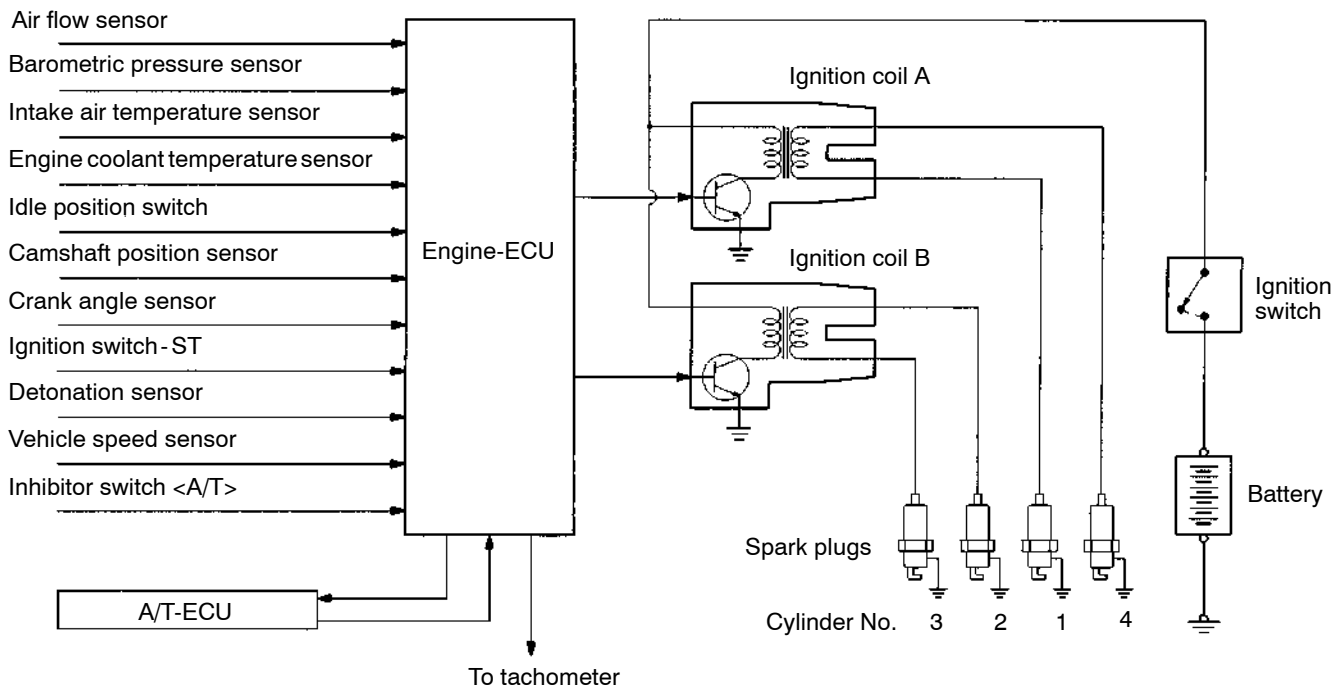 Air flow sensor
Barometric pressure sensor
Intake air temperature sensor
Engine coolant temperature sensor
Idle position switch
Camshaft position sensor
Crank angle sensor
Ignition switch-ST
Detonation sensor
Vehicle speed sensor
Inhibitor switch <A/T>
Engine-ECU
A/T-ECU
To tachometer
Ignition coil A
Ignition coil B
Ignition
switch
Battery
Spark plugs
Cylinder No. 3 2 1 4